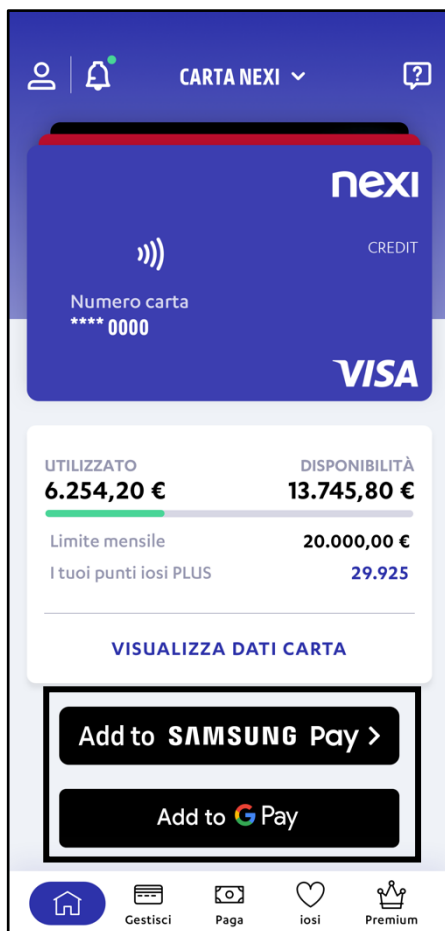 CARTA NEXI
nexi
CREDIT
Numero carta
**** 0000
VISA
UTILIZZATO DISPONIBILITÀ
6.254,20 € 13.745,80 €
Limite mensile 20.000,00 €
I tuoi punti iosi PLUS 29.925
VISUALIZZA DATI CARTA
Add to SAMSUNG Pay >
Add to G Pay
Gestisci Paga iosi Premium